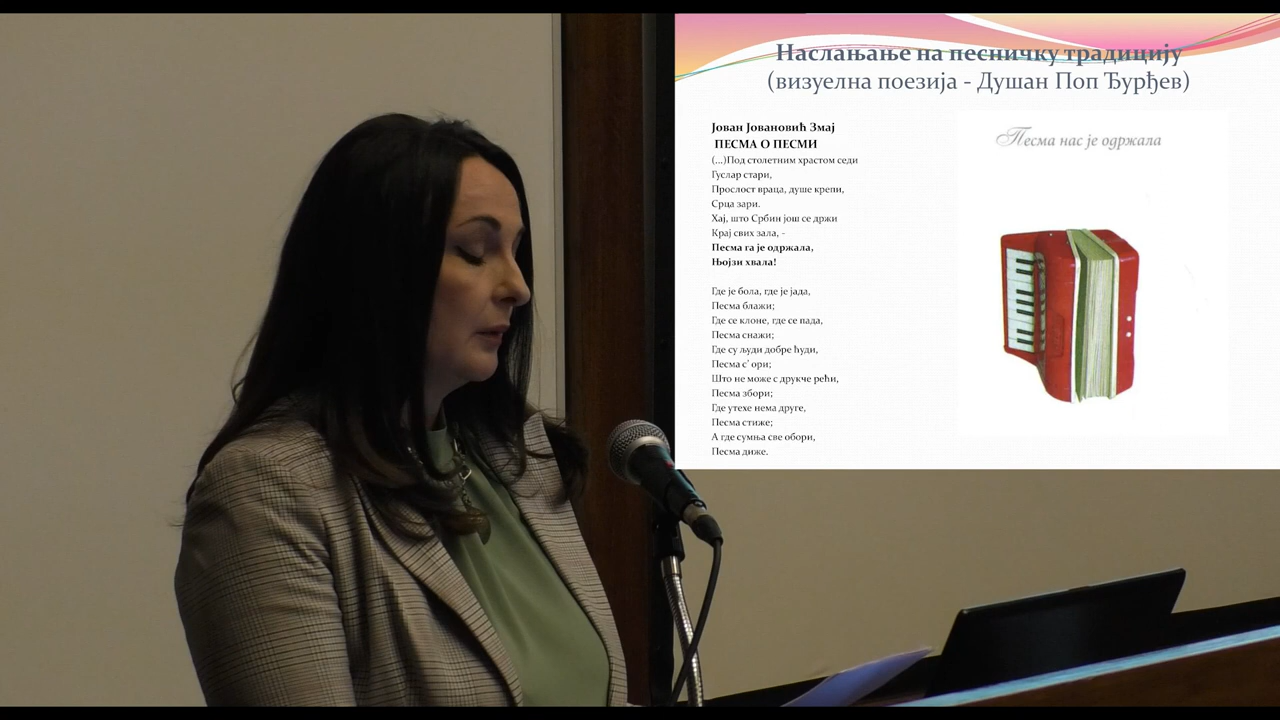 Наслањање на песничку традицију
(визуелна поезија - Душан Поп Ђурђев)
Јован Јовановић Змај
ПЕСМА О ПЕСМИ
(...)Под столетним храстом седи
Гуслар стари,
Прослост враца, душе крепи,
Срца зари.
Хај, што Србин још се држи
Крај свих зала, -
Песма га је одржала,
Њојзи хвала!
Где је бола, где је јада,
Песма блажи;
Где се клоне, где се пада,
Песма снажи;
Где су људи добре ћуди,
Песма с' ори;
Што не може с друкче рећи,
Песма збори;
Где утехе нема друге,
Песма стиже;
А где сумња све обори,
Песма диже.
Песма нас је одржала